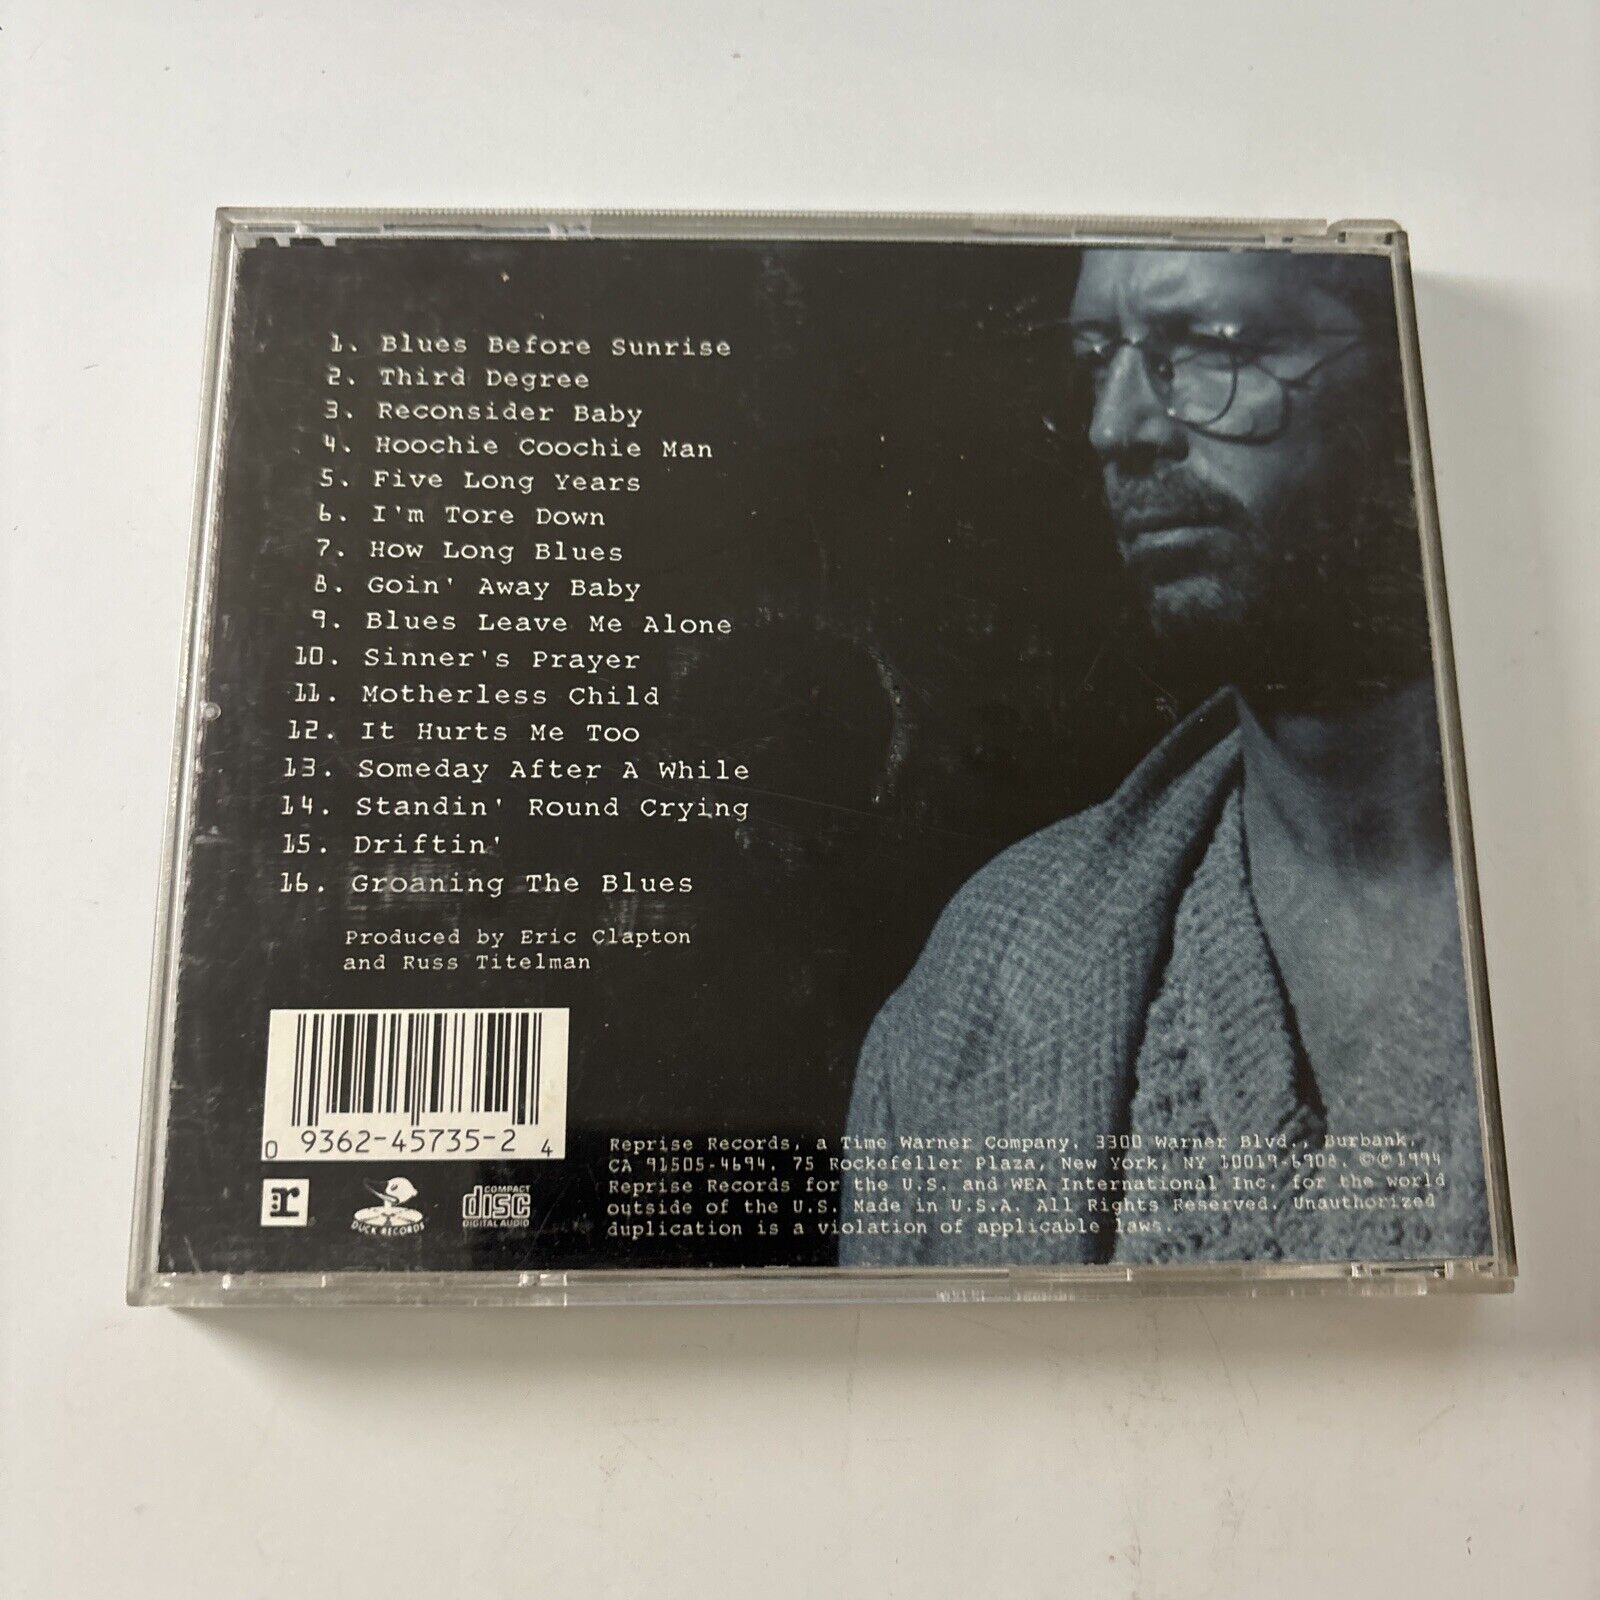 1. Blues Before Sunrise
2. Third Degree
3. Reconsider Baby
4. Hoochie Coochie Man
5. Five Long Years
6. I'm Tore Down
7. How Long Blues
8. Goin' Away Baby
9. Blues Leave Me Alone
10. Sinner's Prayer
11. Motherless Child
12. It Hurts Me Too
13. Someday After A While
14. Standin' Round Crying
15. Driftin'
16. Groaning The Blues
Produced by Eric Clapton
and Russ Titelman
0 9362-45735-2 4
r
DUCK RECORDS
COMPACT
disc
DIGITAL AUDIO
Reprise Records, a Time Warner Company. 3300 Warner Blvd., Burbank,
CA 91505-4694. 75 Rockefeller Plaza, New York, NY 10019-6908. ©℗1994
Reprise Records for the U.S. and WEA International Inc. for the world
outside of the U.S. Made in U.S.A. All Rights Reserved. Unauthorized
duplication is a violation of applicable laws.